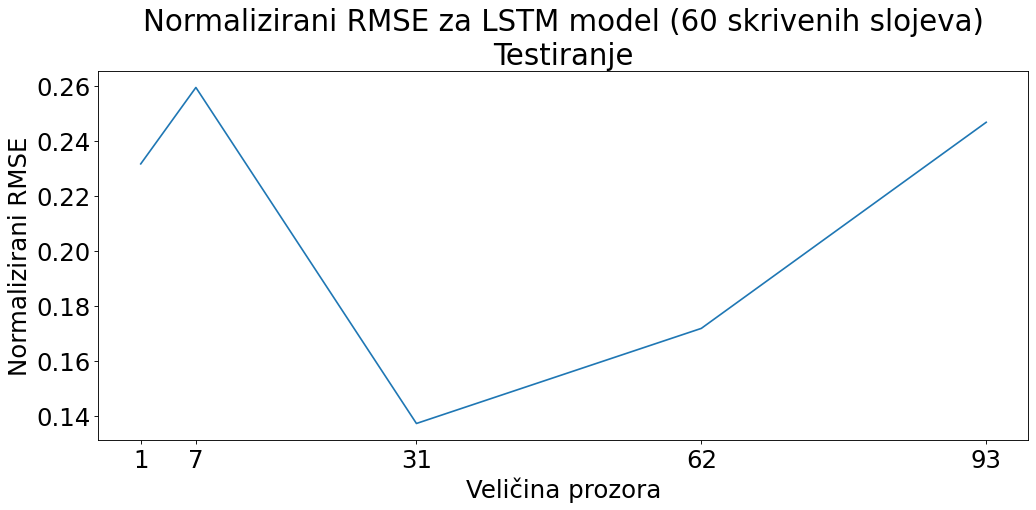 Normalizirani RMSE za LSTM model (60 skrivenih slojeva)
Testiranje
Normalizirani RMSE
0.26
0.24
0.22
0.20
0.18
0.16
0.14
1 7 31 62 93
Veličina prozora